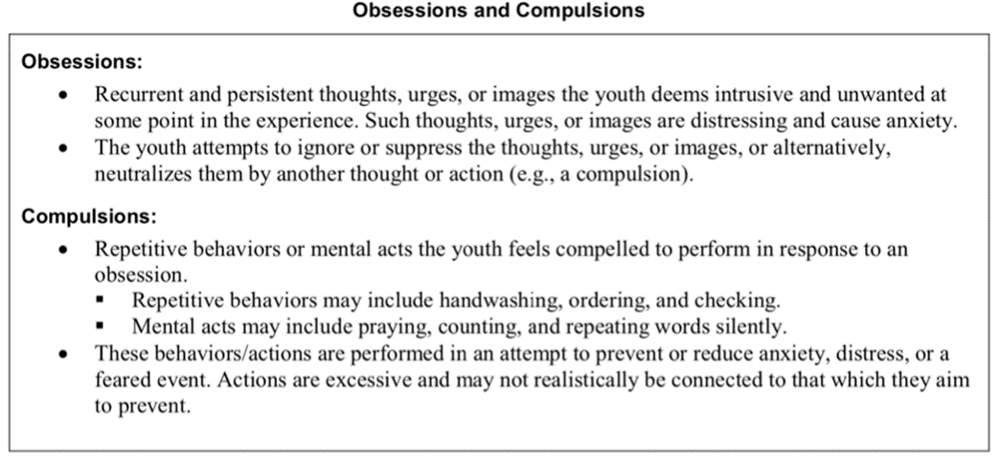 Obsessions and Compulsions
Obsessions:
• Recurrent and persistent thoughts, urges, or images the youth deems intrusive and unwanted at
some point in the experience. Such thoughts, urges, or images are distressing and cause anxiety.
• The youth attempts to ignore or suppress the thoughts, urges, or images, or alternatively,
neutralizes them by another thought or action (e.g., a compulsion).
Compulsions:
• Repetitive behaviors or mental acts the youth feels compelled to perform in response to an
obsession.
▪ Repetitive behaviors may include handwashing, ordering, and checking.
▪ Mental acts may include praying, counting, and repeating words silently.
• These behaviors/actions are performed in an attempt to prevent or reduce anxiety, distress, or a
feared event. Actions are excessive and may not realistically be connected to that which they aim
to prevent.